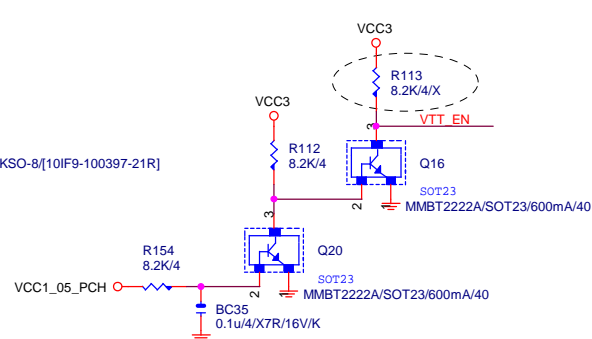 VCC3
R113
8.2K/4/X
VCC3
VTT_EN
3
R112
8.2K/4
KSO-8/[10IF9-100397-21R]
Q16
SOT23
2
1
MMBT2222A/SOT23/600mA/40
3
R154
8.2K/4
Q20
SOT23
VCC1_05_PCH
2
1
MMBT2222A/SOT23/600mA/40
BC35
0.1u/4/X7R/16V/K